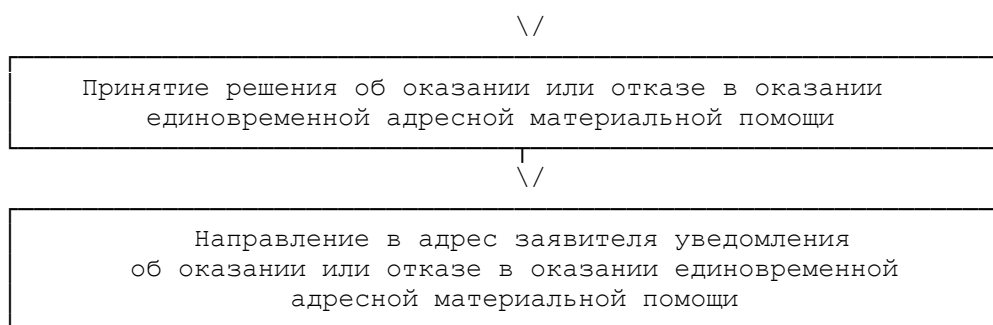 \/
Принятие решения об оказании или отказе в оказании
единовременной адресной материальной помощи
\/
Направление в адрес заявителя уведомления
об оказании или отказе в оказании единовременной
адресной материальной помощи